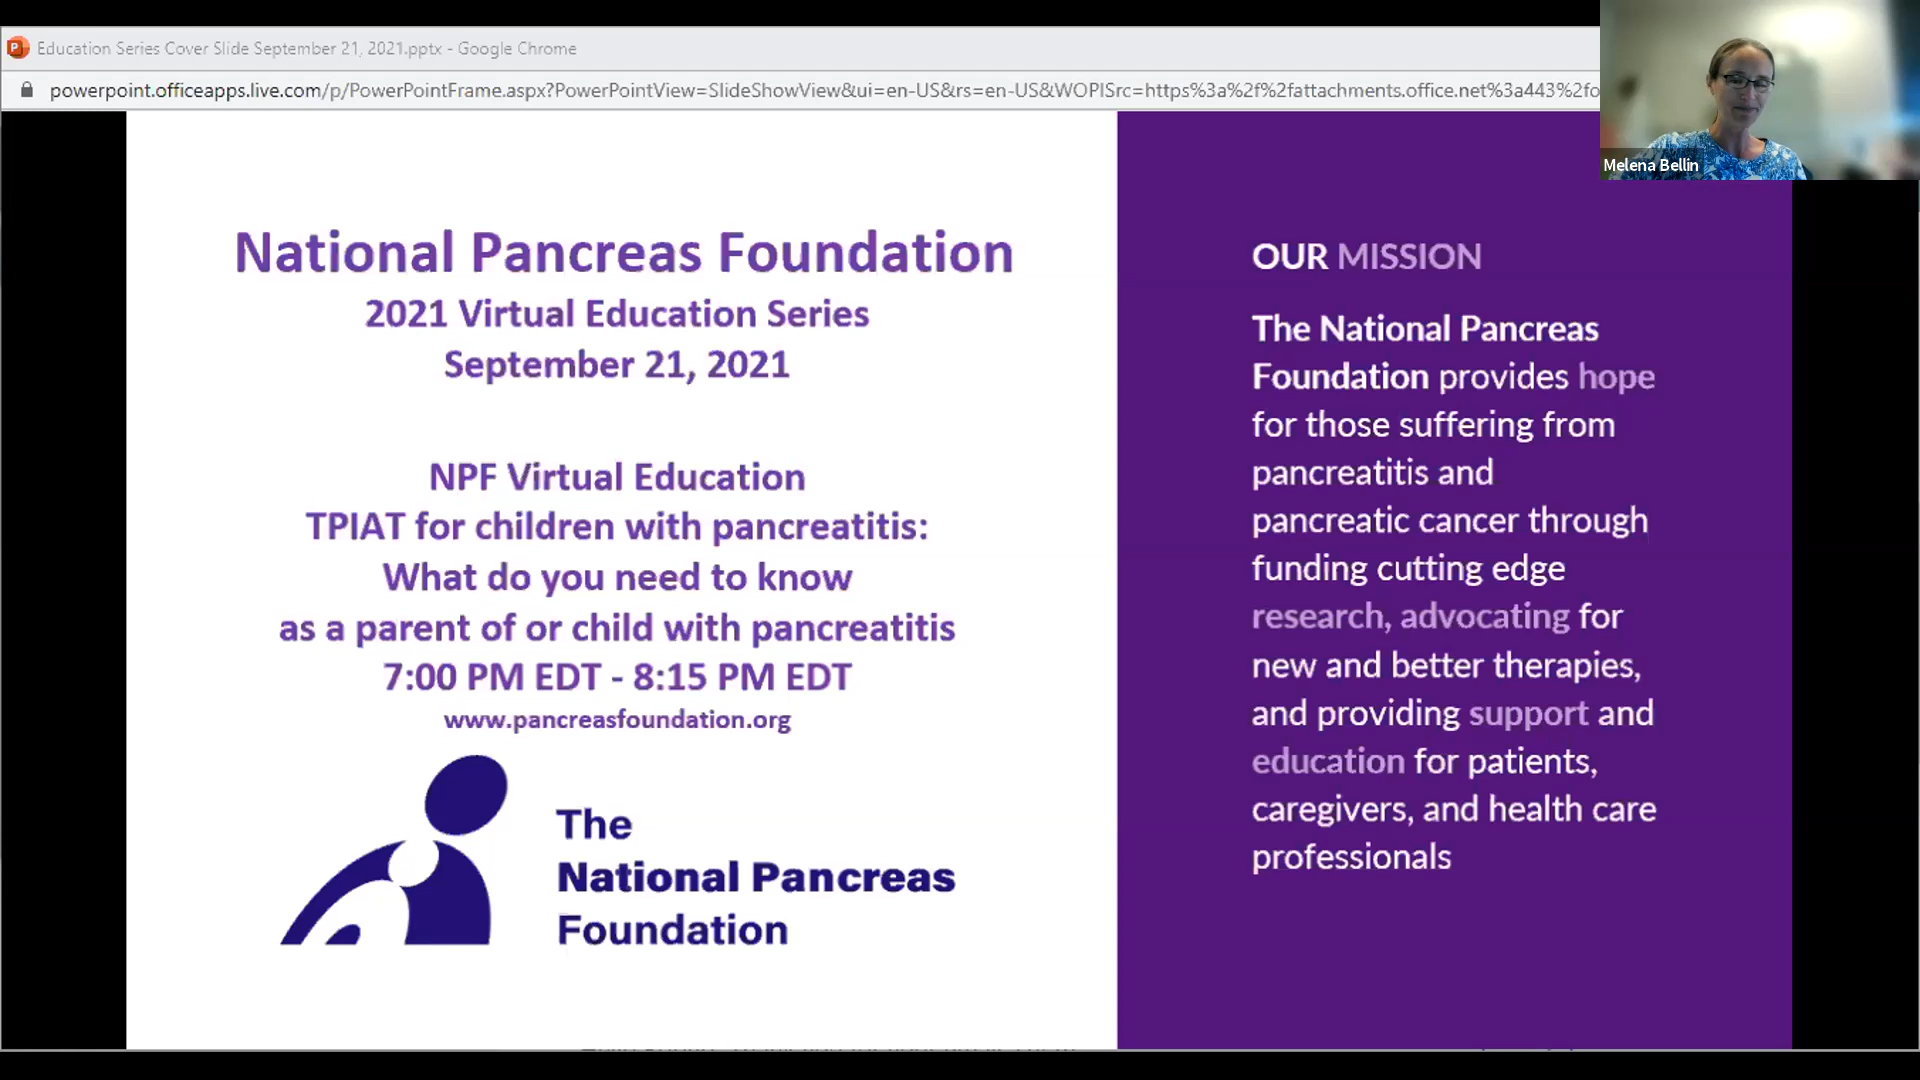 Education Series Cover Slide September 21, 2021.pptx - Google Chrome
powerpoint.officeapps.live.com/p/PowerPointFrame.aspx?PowerPointView=SlideShowView&ui=en-US&rs=en-US&WOPISrc=https%3a%2f%2fattachments.office.net%3a443%2fo
Melena Bellin
National Pancreas Foundation
2021 Virtual Education Series
September 21, 2021
NPF Virtual Education
TPIAT for children with pancreatitis:
What do you need to know
as a parent of or child with pancreatitis
7:00 PM EDT - 8:15 PM EDT
www.pancreasfoundation.org
The
National Pancreas
Foundation
OUR MISSION
The National Pancreas
Foundation provides hope
for those suffering from
pancreatitis and
pancreatic cancer through
funding cutting edge
research, advocating for
new and better therapies,
and providing support and
education for patients,
caregivers, and health care
professionals